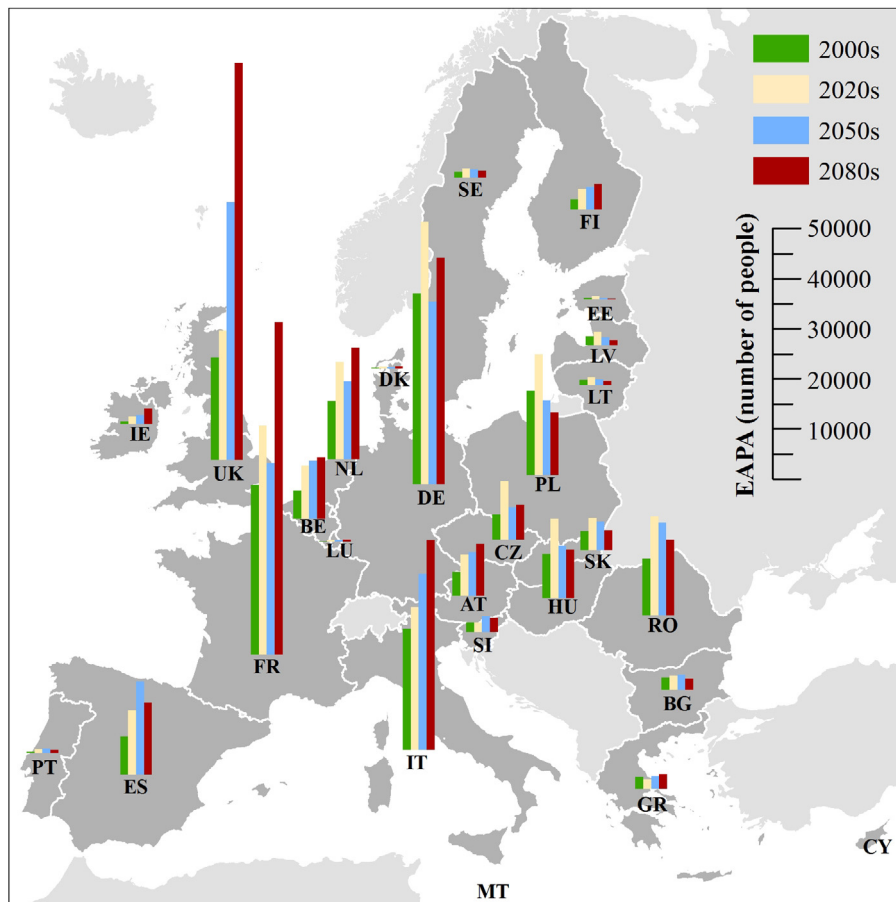 2000s
2020s
2050s
2080s
EAPA (number of people)
50000
40000
30000
20000
10000
SE
FI
EE
LV
LT
DK
IE
UK
NL
DE
PL
BE
LU
CZ
SK
AT
HU
RO
SI
FR
BG
IT
PT
ES
GR
CY
MT